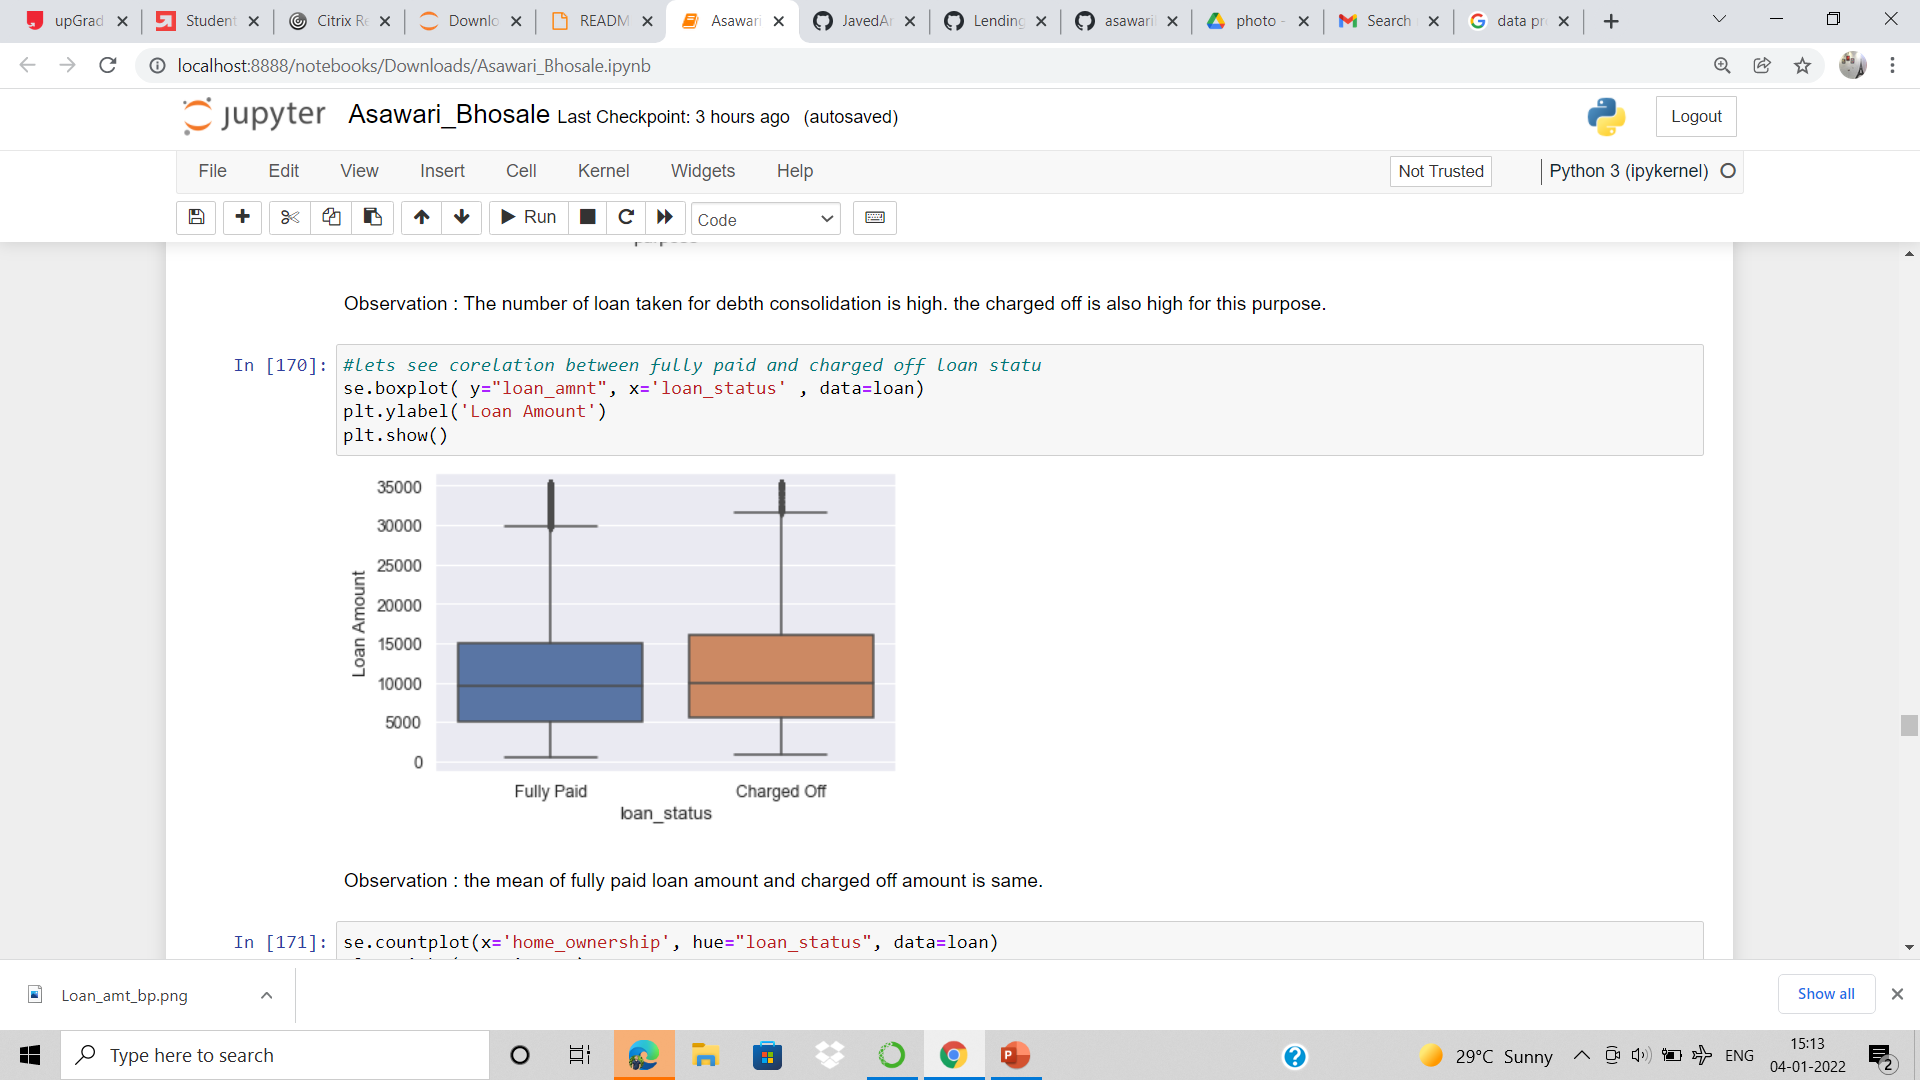 upGrad
Student
Citrix Re
Downlo
READM
Asawari
JavedAn
Lending
asawarii
photo -
Search
data pr
localhost:8888/notebooks/Downloads/Asawari_Bhosale.ipynb
jupyter Asawari_Bhosale Last Checkpoint: 3 hours ago (autosaved)
Logout
File Edit View Insert Cell Kernel Widgets Help
Not Trusted
Python 3 (ipykernel)
Run
Code
purpose
Observation : The number of loan taken for debth consolidation is high. the charged off is also high for this purpose.
In [170]: #lets see corelation between fully paid and charged off loan statu
se.boxplot( y="loan_amnt", x='loan_status' , data=loan)
plt.ylabel('Loan Amount')
plt.show()
35000
30000
25000
20000
15000
10000
5000
0
Loan Amount
Fully Paid Charged Off
loan_status
Observation : the mean of fully paid loan amount and charged off amount is same.
In [171]: se.countplot(x='home_ownership', hue="loan_status", data=loan)
Loan_amt_bp.png
Show all
Type here to search
29°C Sunny
ENG
15:13
04-01-2022
2